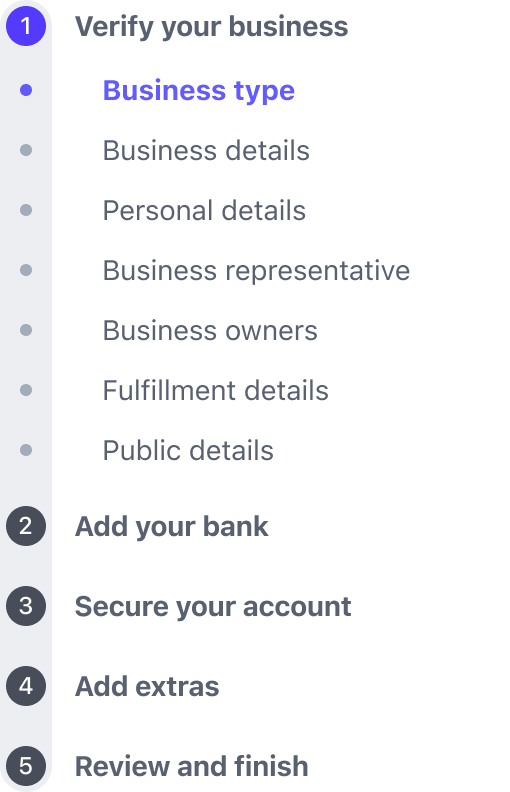 1 Verify your business
Business type
Business details
Personal details
Business representative
Business owners
Fulfillment details
Public details
2 Add your bank
3 Secure your account
4 Add extras
5 Review and finish